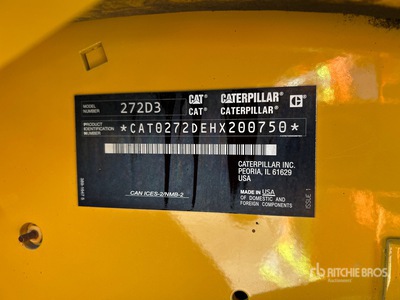 MODEL NUMBER 272D3 CAT CATERPILLAR C
CAT CATERPILLAR
PRODUCT IDENTIFICATION NUMBER *CAT0272DEHX200750*
CATERPILLAR INC.
PEORIA, IL 61629
USA
CAN ICES-2/NMB-2
MADE IN USA
OF DOMESTIC AND
FOREIGN COMPONENTS
ISSUE 1
rb RITCHIE BROS.